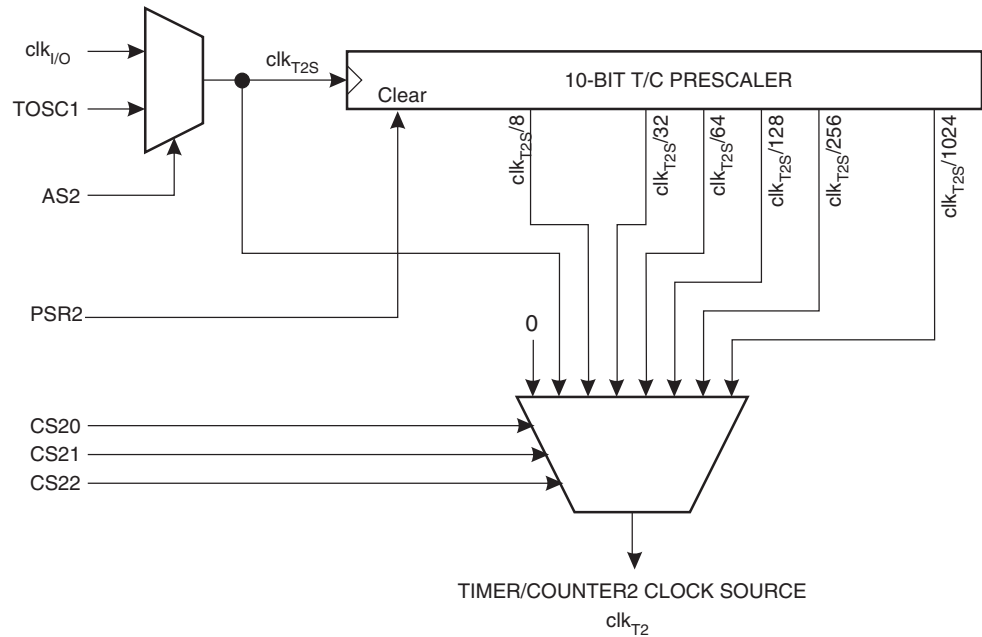 clkI/O
TOSC1
AS2
PSR2
clkT2S
10-BIT T/C PRESCALER
Clear
clkT2S/8
clkT2S/32
clkT2S/64
clkT2S/128
clkT2S/256
clkT2S/1024
0
CS20
CS21
CS22
TIMER/COUNTER2 CLOCK SOURCE
clkT2